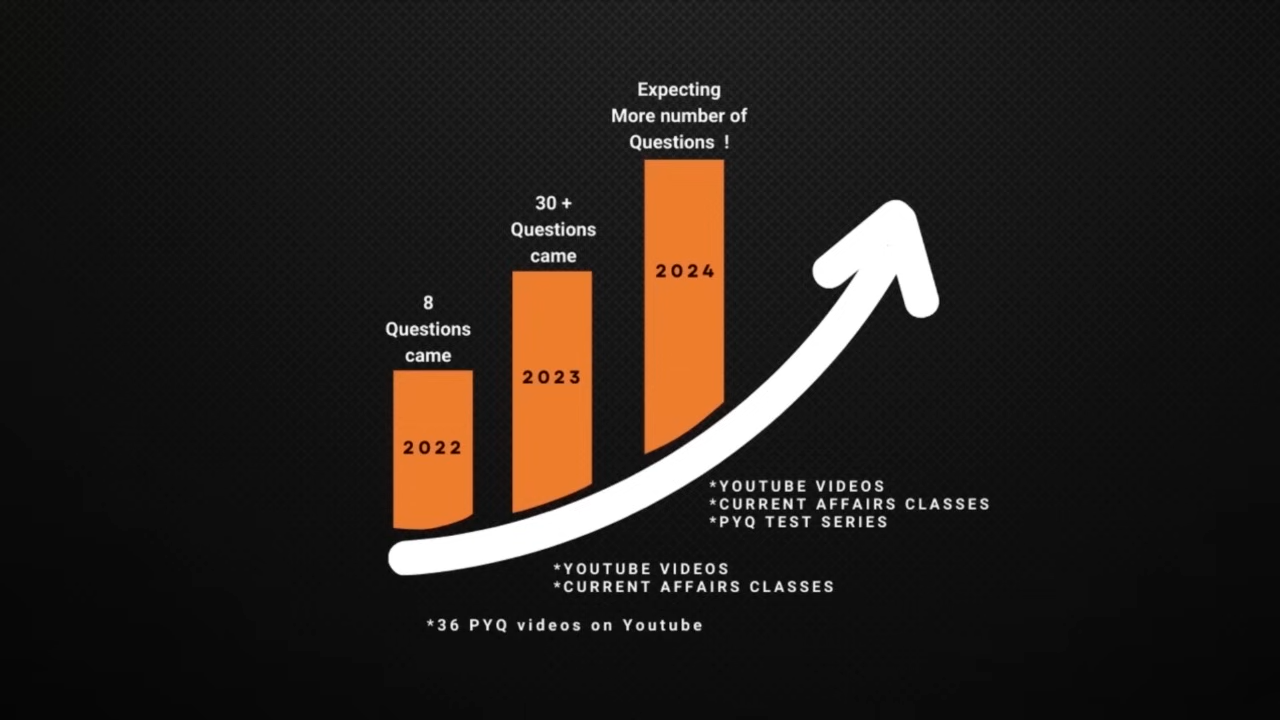 Expecting
More number of
Questions !
30 +
Questions
came
2024
8
Questions
came
2023
2022
*YOUTUBE VIDEOS
*CURRENT AFFAIRS CLASSES
*PYQ TEST SERIES
*YOUTUBE VIDEOS
*CURRENT AFFAIRS CLASSES
*36 PYQ videos on Youtube